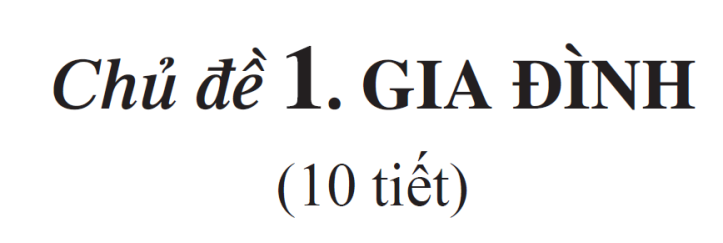 Chủ đề 1. GIA ĐÌNH
(10 tiết)